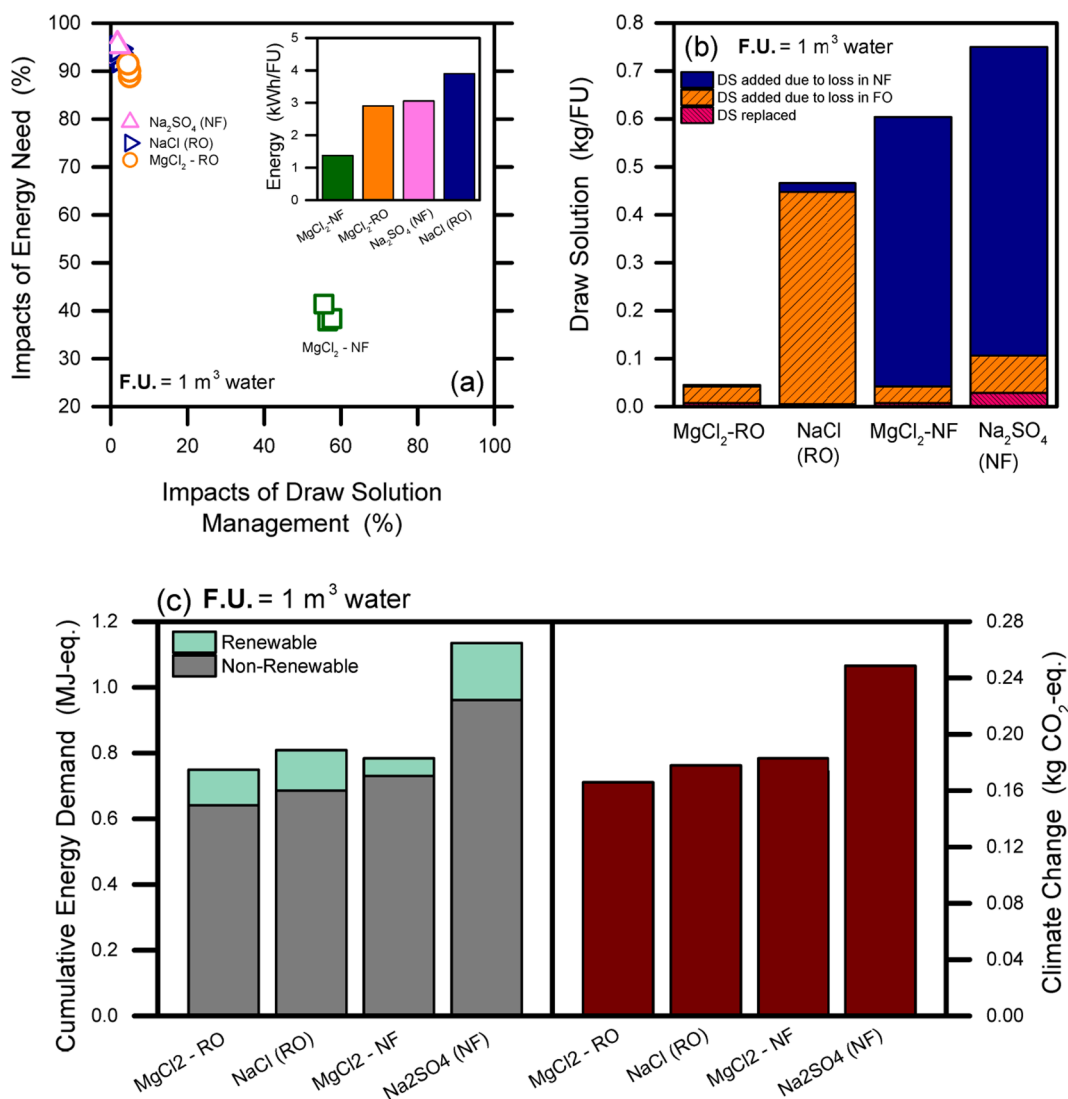 100
90
80
70
60
50
40
30
20
Impacts of Energy Need (%)
Na₂SO₄ (NF)
NaCl (RO)
MgCl₂ - RO
5
4
3
2
1
0
Energy (kWh/FU)
MgCl₂-NF
MgCl₂-RO
Na₂SO₄ (NF)
NaCl (RO)
MgCl₂ - NF
F.U. = 1 m³ water
(a)
0 20 40 60 80 100
Impacts of Draw Solution
Management (%)
0.8
0.7
0.6
0.5
0.4
0.3
0.2
0.1
0.0
Draw Solution (kg/FU)
(b) F.U. = 1 m³ water
DS added due to loss in NF
DS added due to loss in FO
DS replaced
MgCl₂-RO
NaCl
(RO)
MgCl₂-NF
Na₂SO₄
(NF)
(c) F.U. = 1 m³ water
1.2
1.0
0.8
0.6
0.4
0.2
0.0
Cumulative Energy Demand (MJ-eq.)
Renewable
Non-Renewable
MgCl2 - RO
NaCl (RO)
MgCl2 - NF
Na2SO4 (NF)
MgCl2 - RO
NaCl (RO)
MgCl2 - NF
Na2SO4 (NF)
0.28
0.24
0.20
0.16
0.12
0.08
0.04
0.00
Climate Change (kg CO₂-eq.)